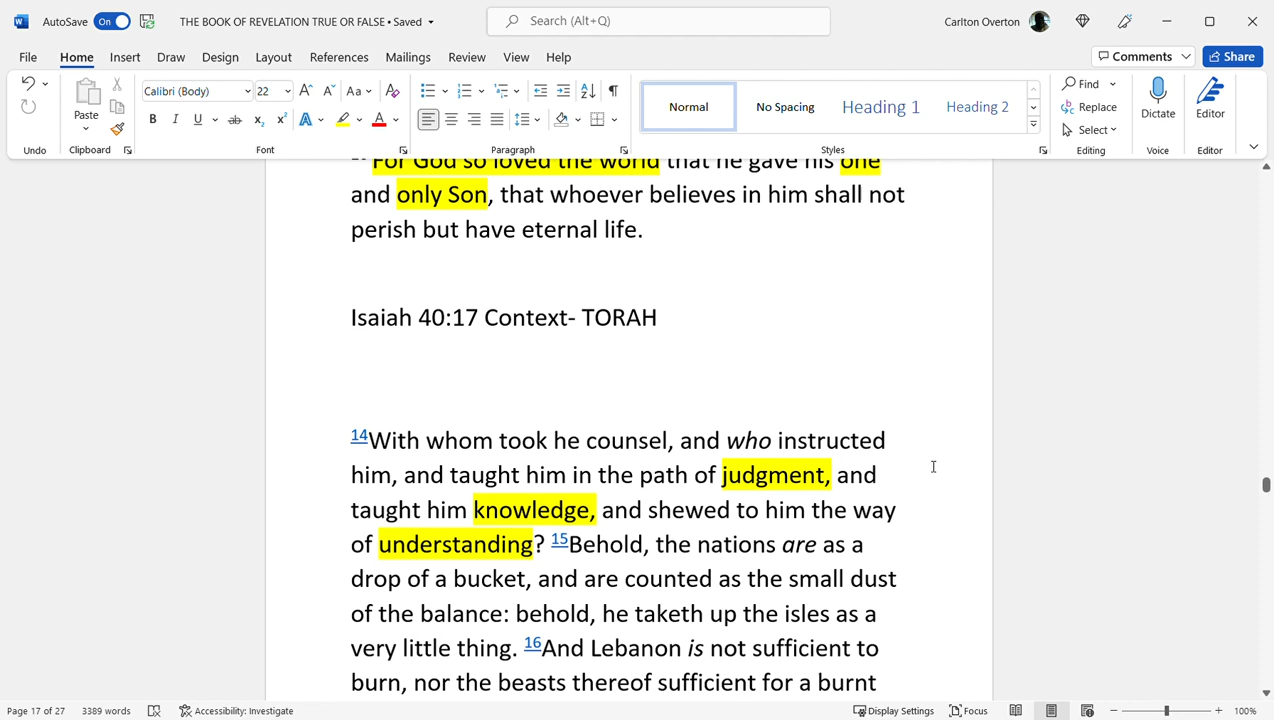 AutoSave On THE BOOK OF REVELATION TRUE OR FALSE • Saved Search (Alt+Q) Carlton Overton
File Home Insert Draw Design Layout References Mailings Review View Help Comments Share
Calibri (Body) 22 Aa Normal No Spacing Heading 1 Heading 2 Find
Paste B I U ab x₂ x² A A Replace Dictate Editor
Select
Undo Clipboard Font Paragraph Styles Editing Voice Editor
For God so loved the world that he gave his one
and only Son, that whoever believes in him shall not
perish but have eternal life.
Isaiah 40:17 Context- TORAH
14With whom took he counsel, and who instructed
him, and taught him in the path of judgment, and
taught him knowledge, and shewed to him the way
of understanding? 15Behold, the nations are as a
drop of a bucket, and are counted as the small dust
of the balance: behold, he taketh up the isles as a
very little thing. 16And Lebanon is not sufficient to
burn, nor the beasts thereof sufficient for a burnt
Page 17 of 27 3389 words Accessibility: Investigate Display Settings Focus 100%